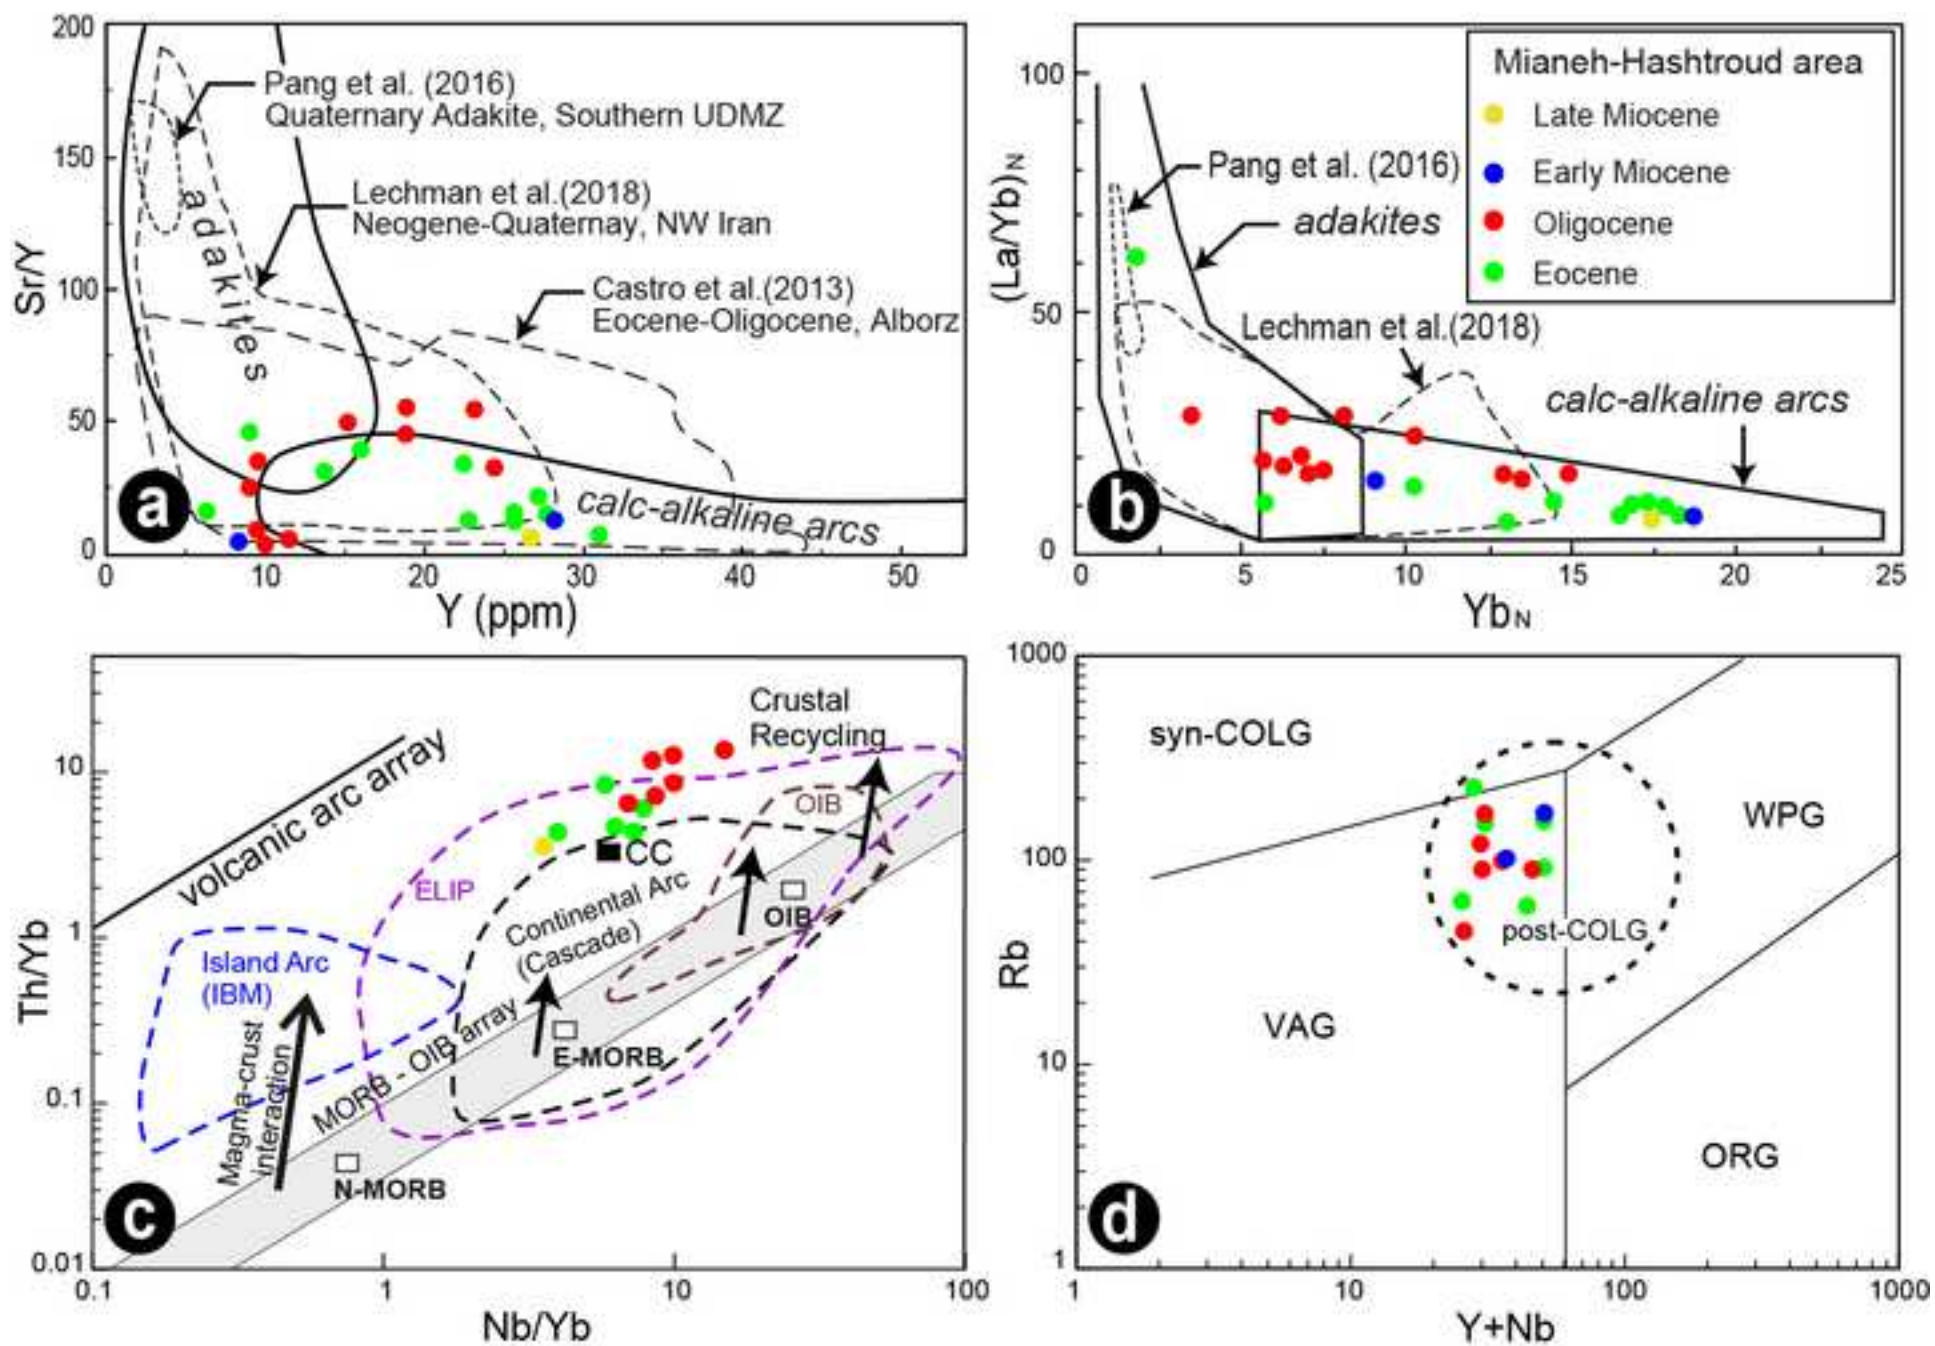 200
150
100
50
0
Sr/Y
Pang et al. (2016)
Quaternary Adakite, Southern UDMZ
Lechman et al.(2018)
Neogene-Quaternay, NW Iran
Castro et al.(2013)
Eocene-Oligocene, Alborz
adakites
calc-alkaline arcs
a
0 10 20 30 40 50
Y (ppm)
100
50
0
(La/Yb)N
Pang et al. (2016)
adakites
Lechman et al.(2018)
calc-alkaline arcs
Mianeh-Hashtroud area
Late Miocene
Early Miocene
Oligocene
Eocene
b
0 5 10 15 20 25
YbN
10
1
0.1
0.01
Th/Yb
volcanic arc array
Crustal
Recycling
OIB
ELIP
CC
Continental Arc
(Cascade)
OIB
Island Arc
(IBM)
Magma-crust
interaction
MORB - OIB array
E-MORB
N-MORB
c
0.1 1 10 100
Nb/Yb
1000
100
10
1
Rb
syn-COLG
WPG
post-COLG
VAG
ORG
d
1 10 100 1000
Y+Nb